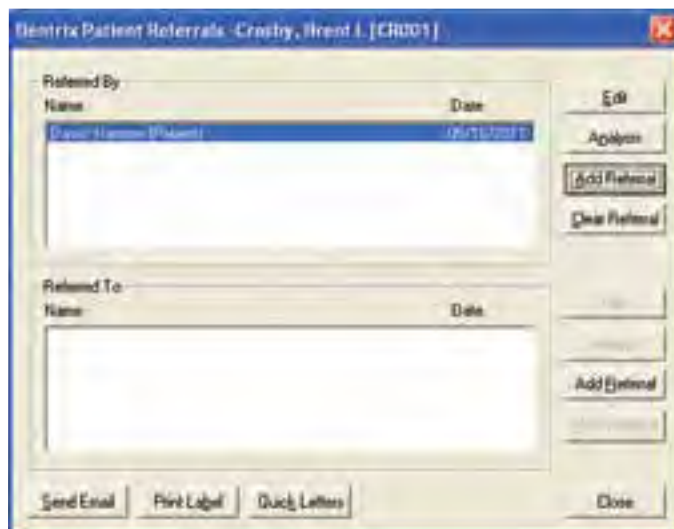 Dentrix Patient Referrals -Crosby, Brent L [CR001]
Referred By
Name Date
(Patient)
Edit
Analysis
Add Referral
Clear Referral
Referred To
Name Date
Add Referral
Send Email Print Label Quick Letters Close